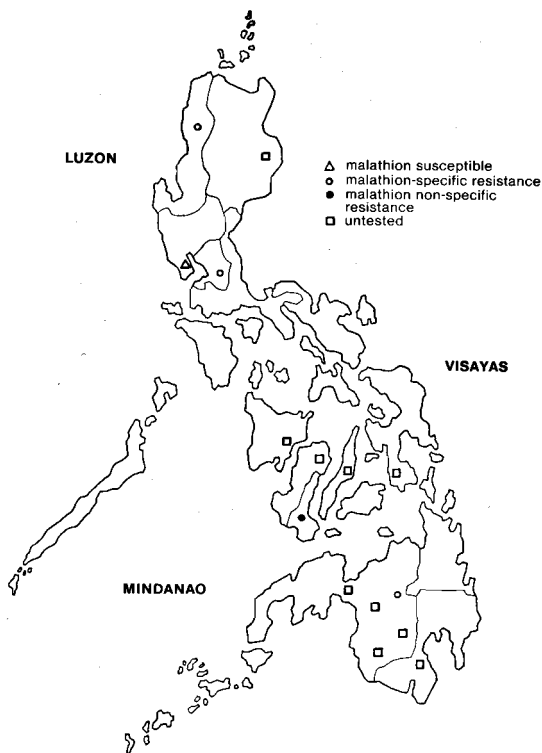 LUZON
malathion susceptible
malathion-specific resistance
malathion non-specific
resistance
untested
VISAYAS
MINDANAO